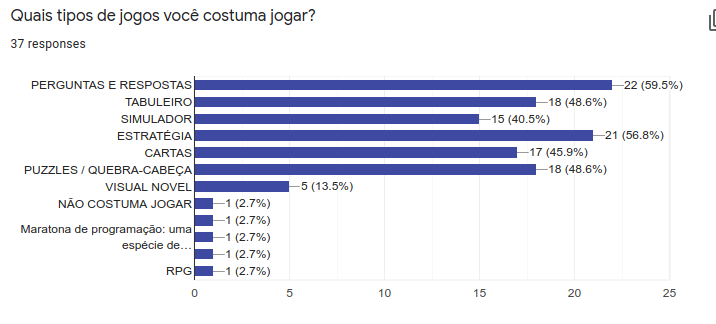 Quais tipos de jogos você costuma jogar?
37 responses
PERGUNTAS E RESPOSTAS 22 (59.5%)
TABULEIRO 18 (48.6%)
SIMULADOR 15 (40.5%)
ESTRATÉGIA 21 (56.8%)
CARTAS 17 (45.9%)
PUZZLES / QUEBRA-CABEÇA 18 (48.6%)
VISUAL NOVEL 5 (13.5%)
NÃO COSTUMA JOGAR 1 (2.7%)
1 (2.7%)
Maratona de programação: uma
espécie de… 1 (2.7%)
1 (2.7%)
RPG 1 (2.7%)
0 5 10 15 20 25